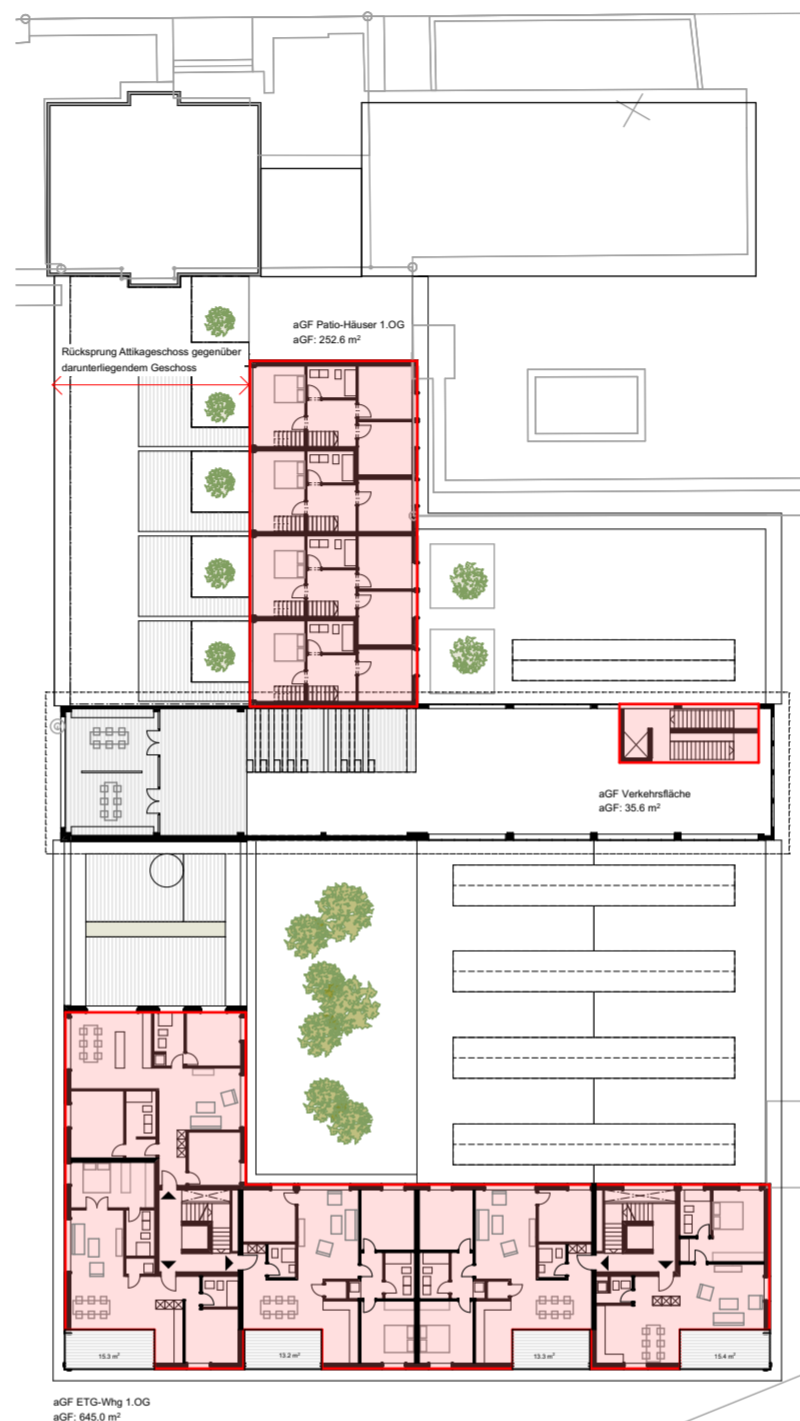 aGF Patio-Häuser 1.OG
aGF: 252.6 m²
Rücksprung Attikageschoss gegenüber
darunterliegendem Geschoss
aGF Verkehrsfläche
aGF: 35.6 m²
15.3 m²
13.2 m²
13.3 m²
15.4 m²
aGF ETG-Whg 1.OG
aGF: 645.0 m²